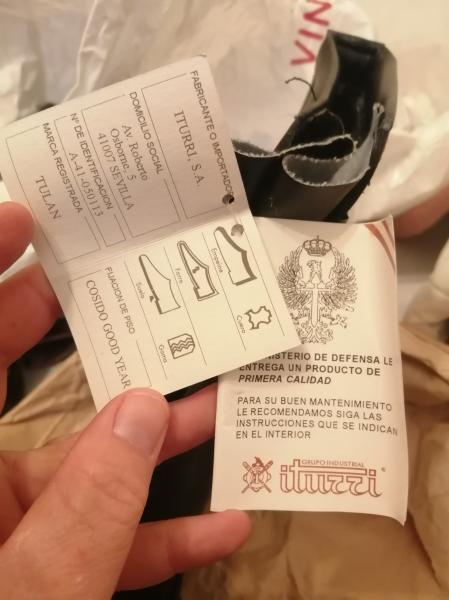 FABRICANTE O IMPORTADOR
ITURRI, S.A.
DOMICILIO SOCIAL
Av. Roberto
Osborne, 5
41007 SEVILLA
Nº DE IDENTIFICACION
A-41-050113
MARCA REGISTRADA
TULAN
Empeine
Cuero
Forro
Suela
Goma
FIJACION DE PISO
COSIDO GOOD YEAR
MINISTERIO DE DEFENSA LE
ENTREGA UN PRODUCTO DE
PRIMERA CALIDAD
PARA SU BUEN MANTENIMIENTO
LE RECOMENDAMOS SIGA LAS
INSTRUCCIONES QUE SE INDICAN
EN EL INTERIOR
GRUPO INDUSTRIAL
iturri
VIN